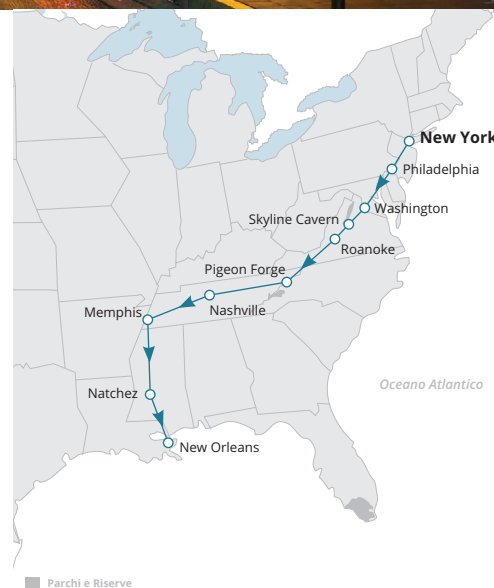 New York
Philadelphia
Washington
Skyline Cavern
Roanoke
Pigeon Forge
Nashville
Memphis
Natchez
New Orleans
Oceano Atlantico
Parchi e Riserve